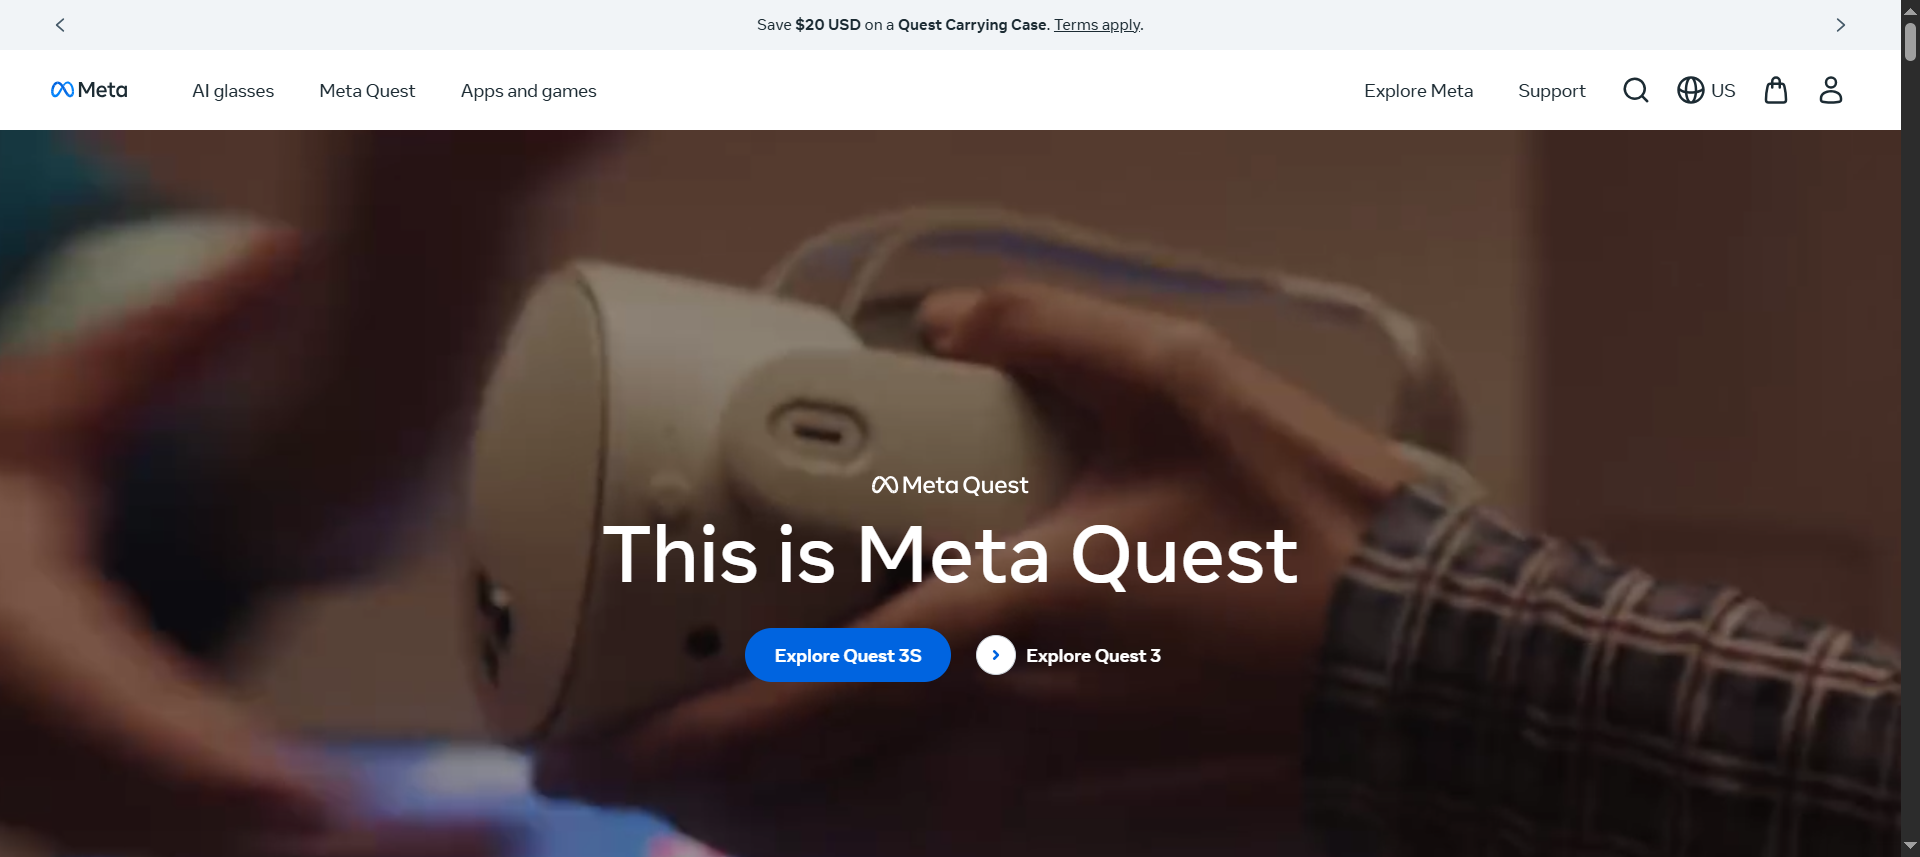 Save $20 USD on a Quest Carrying Case. Terms apply.
Meta
AI glasses
Meta Quest
Apps and games
Explore Meta
Support
US
Meta Quest
This is Meta Quest
Explore Quest 3S
Explore Quest 3